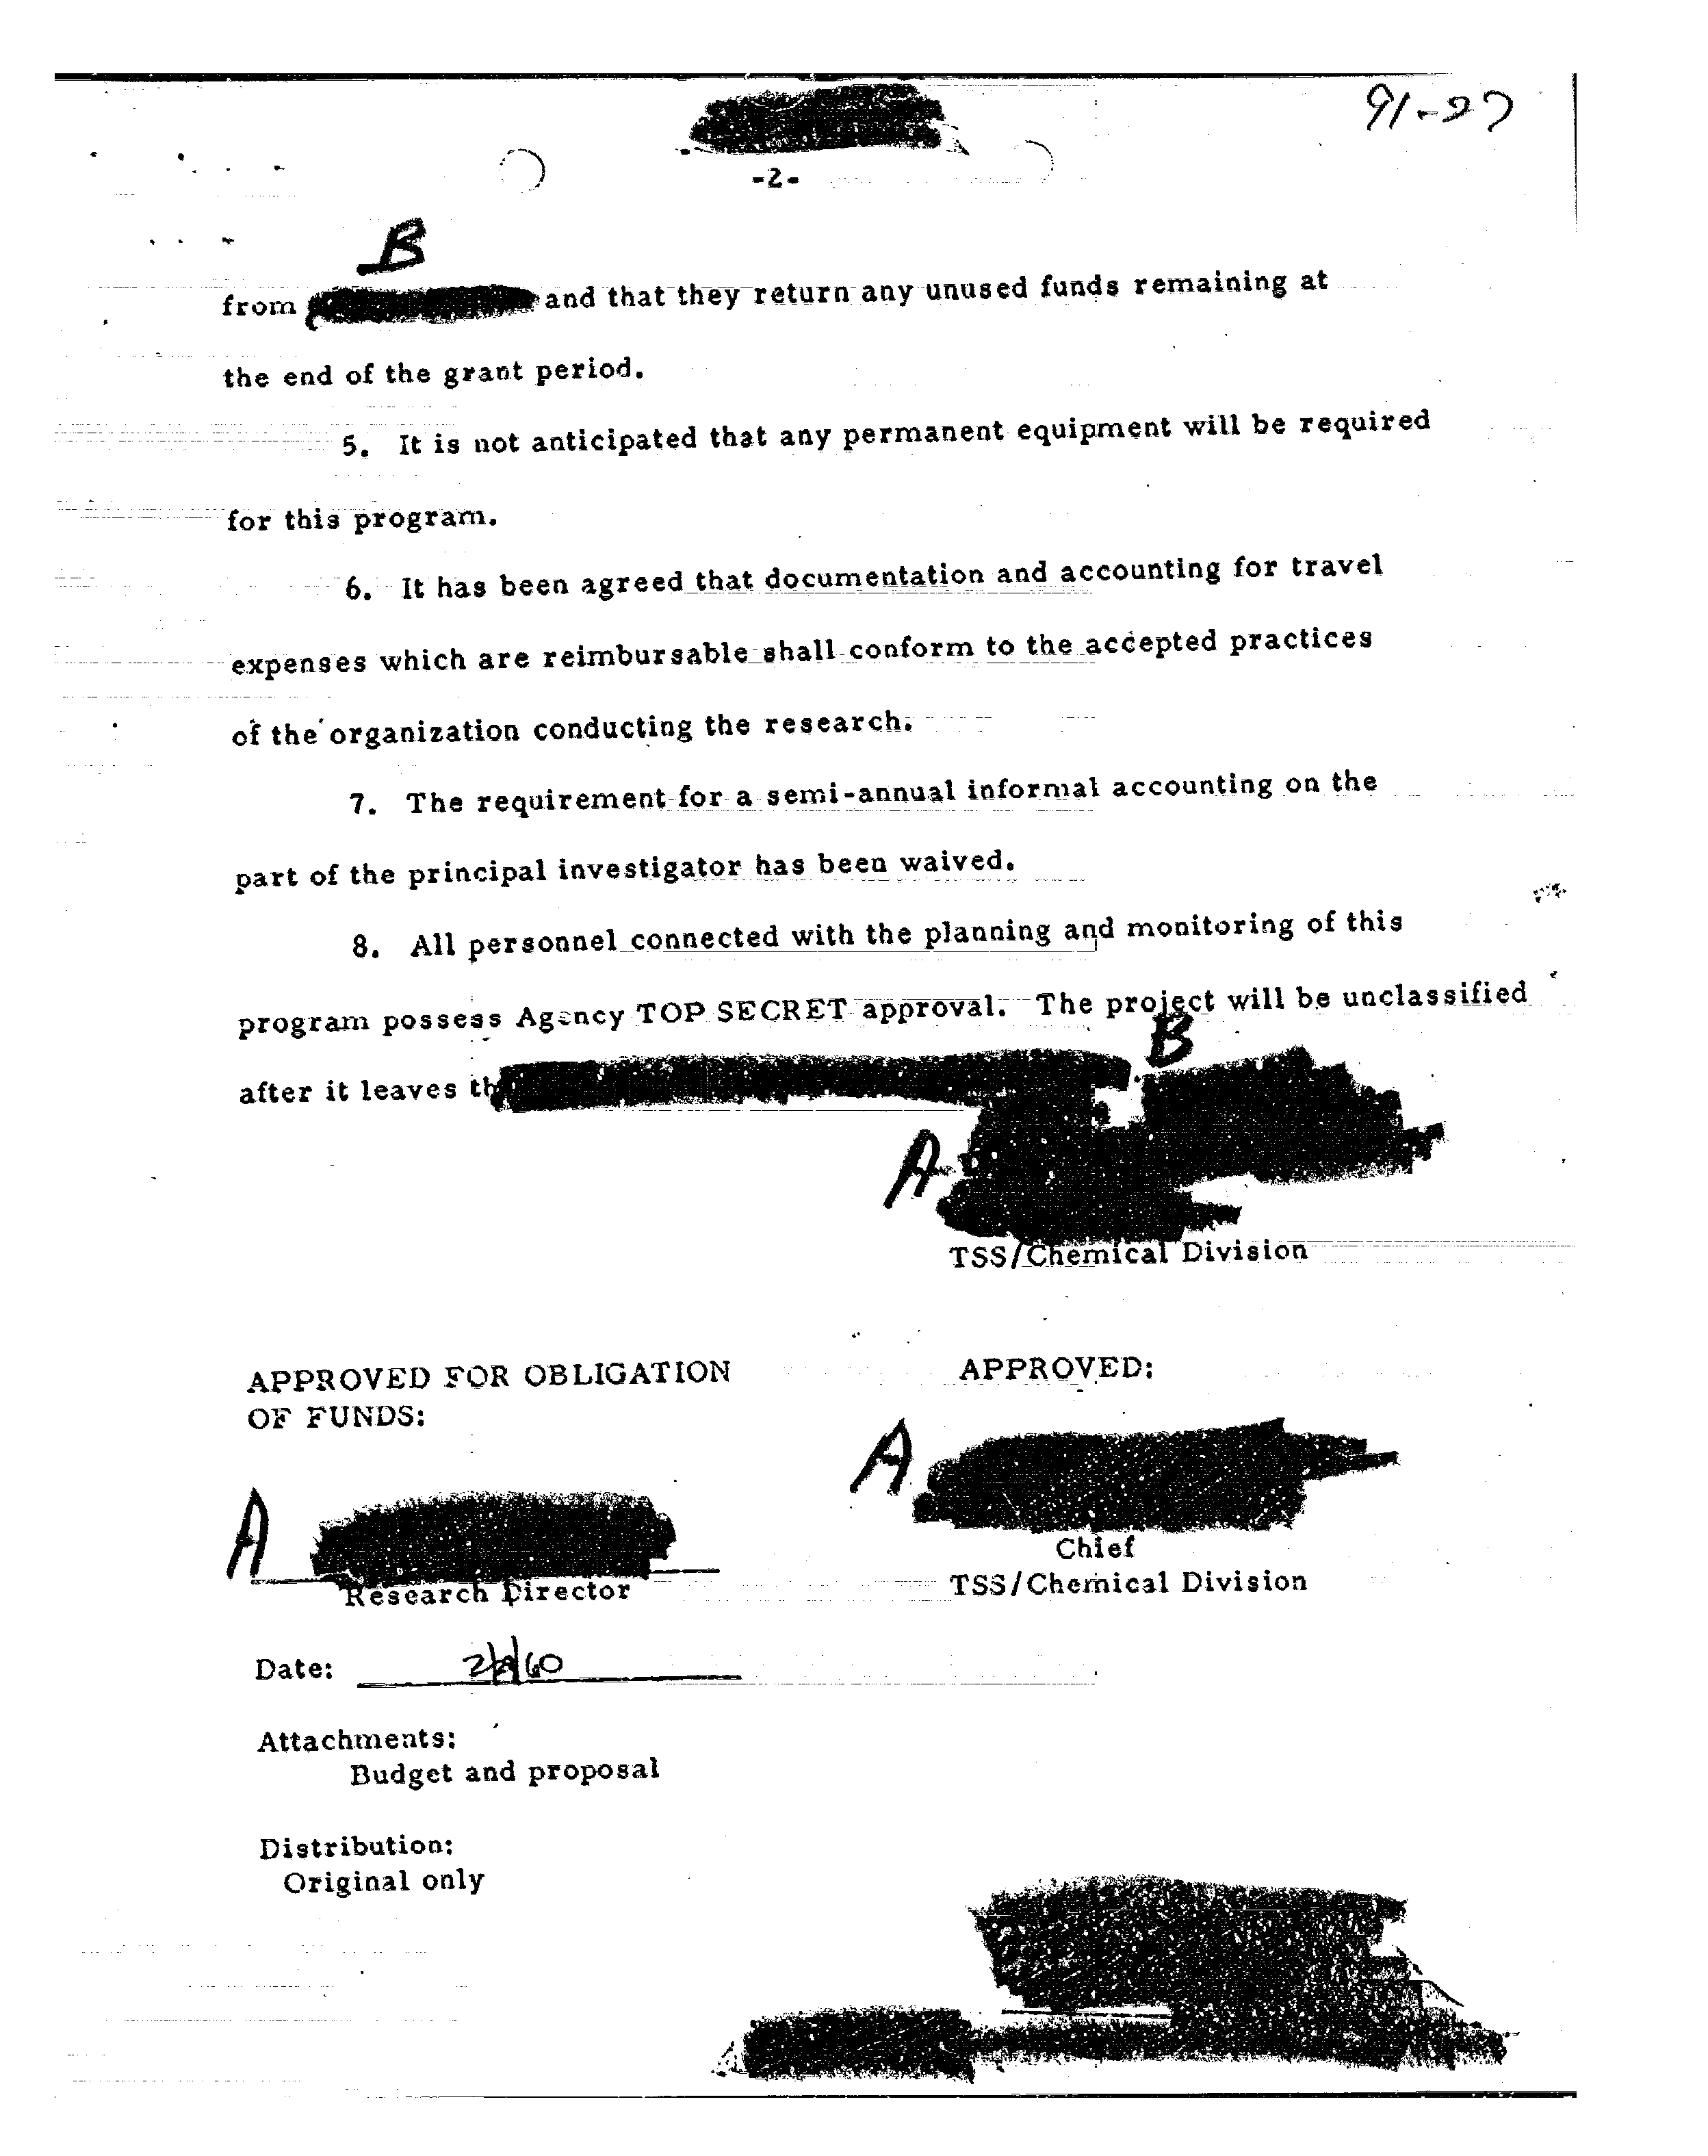 91-27
-2-
B
from and that they return any unused funds remaining at
the end of the grant period.
5. It is not anticipated that any permanent equipment will be required
for this program.
6. It has been agreed that documentation and accounting for travel
expenses which are reimbursable shall conform to the accepted practices
of the organization conducting the research.
7. The requirement for a semi-annual informal accounting on the
part of the principal investigator has been waived.
8. All personnel connected with the planning and monitoring of this
program possess Agency TOP SECRET approval. The project will be unclassified
after it leaves
B
A
TSS/Chemical Division
APPROVED FOR OBLIGATION
OF FUNDS:
APPROVED:
A
A
Research Director
Chief
TSS/Chemical Division
Date:
Attachments:
Budget and proposal
Distribution:
Original only